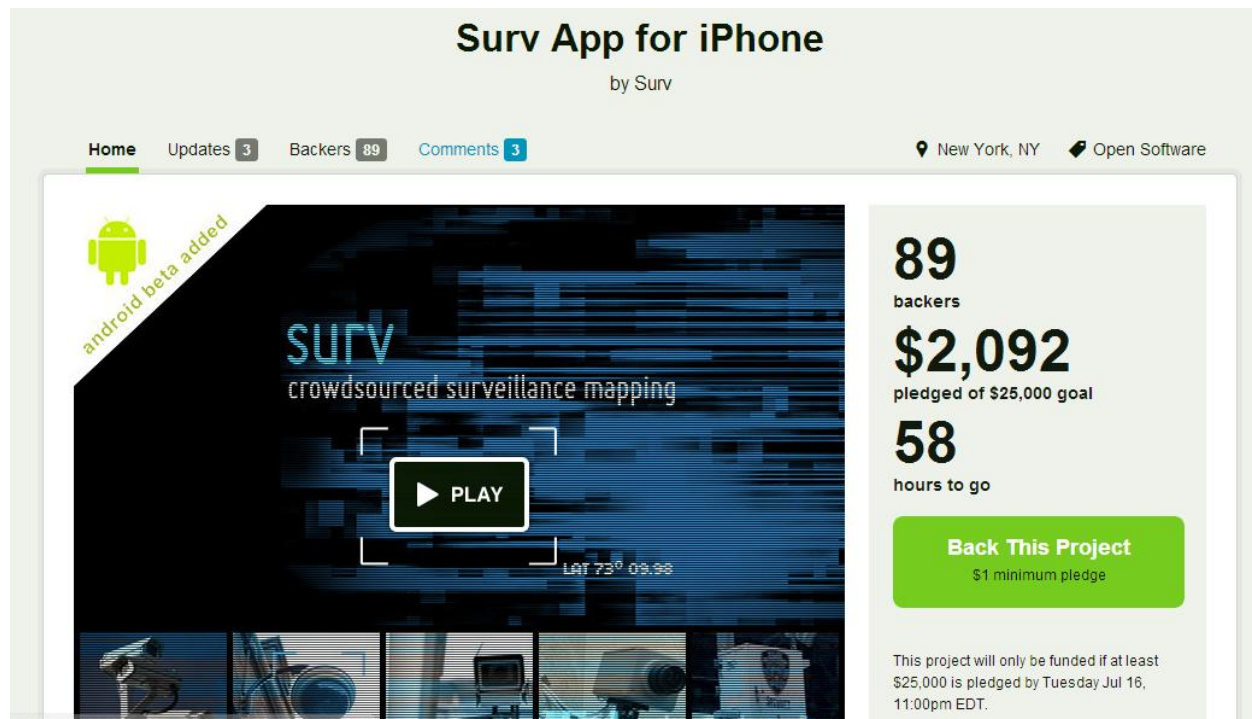 Surv App for iPhone
by Surv
Home Updates 3 Backers 89 Comments 3 New York, NY Open Software
android beta added
surv
crowdsourced surveillance mapping
PLAY
LAT 73º 09.98
89
backers
$2,092
pledged of $25,000 goal
58
hours to go
Back This Project
$1 minimum pledge
This project will only be funded if at least
$25,000 is pledged by Tuesday Jul 16,
11:00pm EDT.